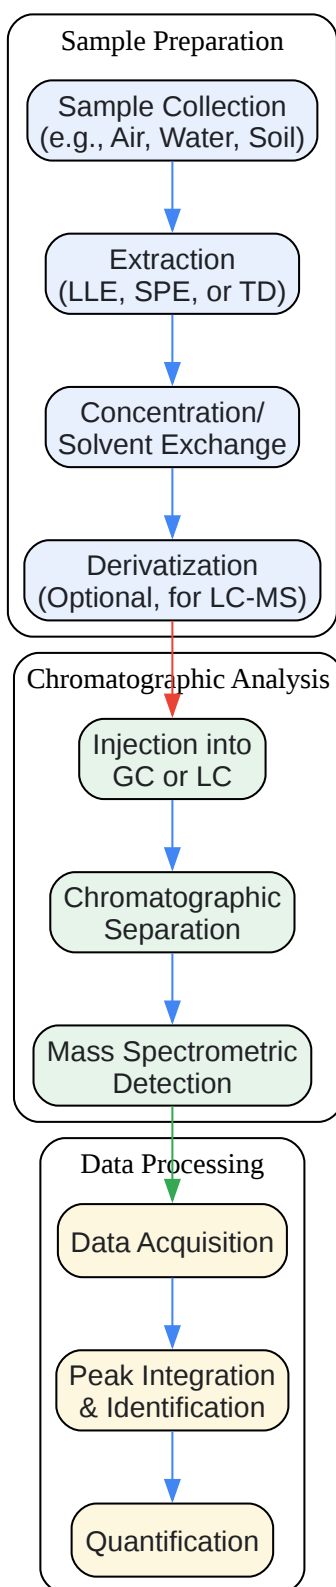 Sample Preparation
Sample Collection
(e.g., Air, Water, Soil)
Extraction
(LLE, SPE, or TD)
Concentration/
Solvent Exchange
Derivatization
(Optional, for LC-MS)
Chromatographic Analysis
Injection into
GC or LC
Chromatographic
Separation
Mass Spectrometric
Detection
Data Processing
Data Acquisition
Peak Integration
& Identification
Quantification